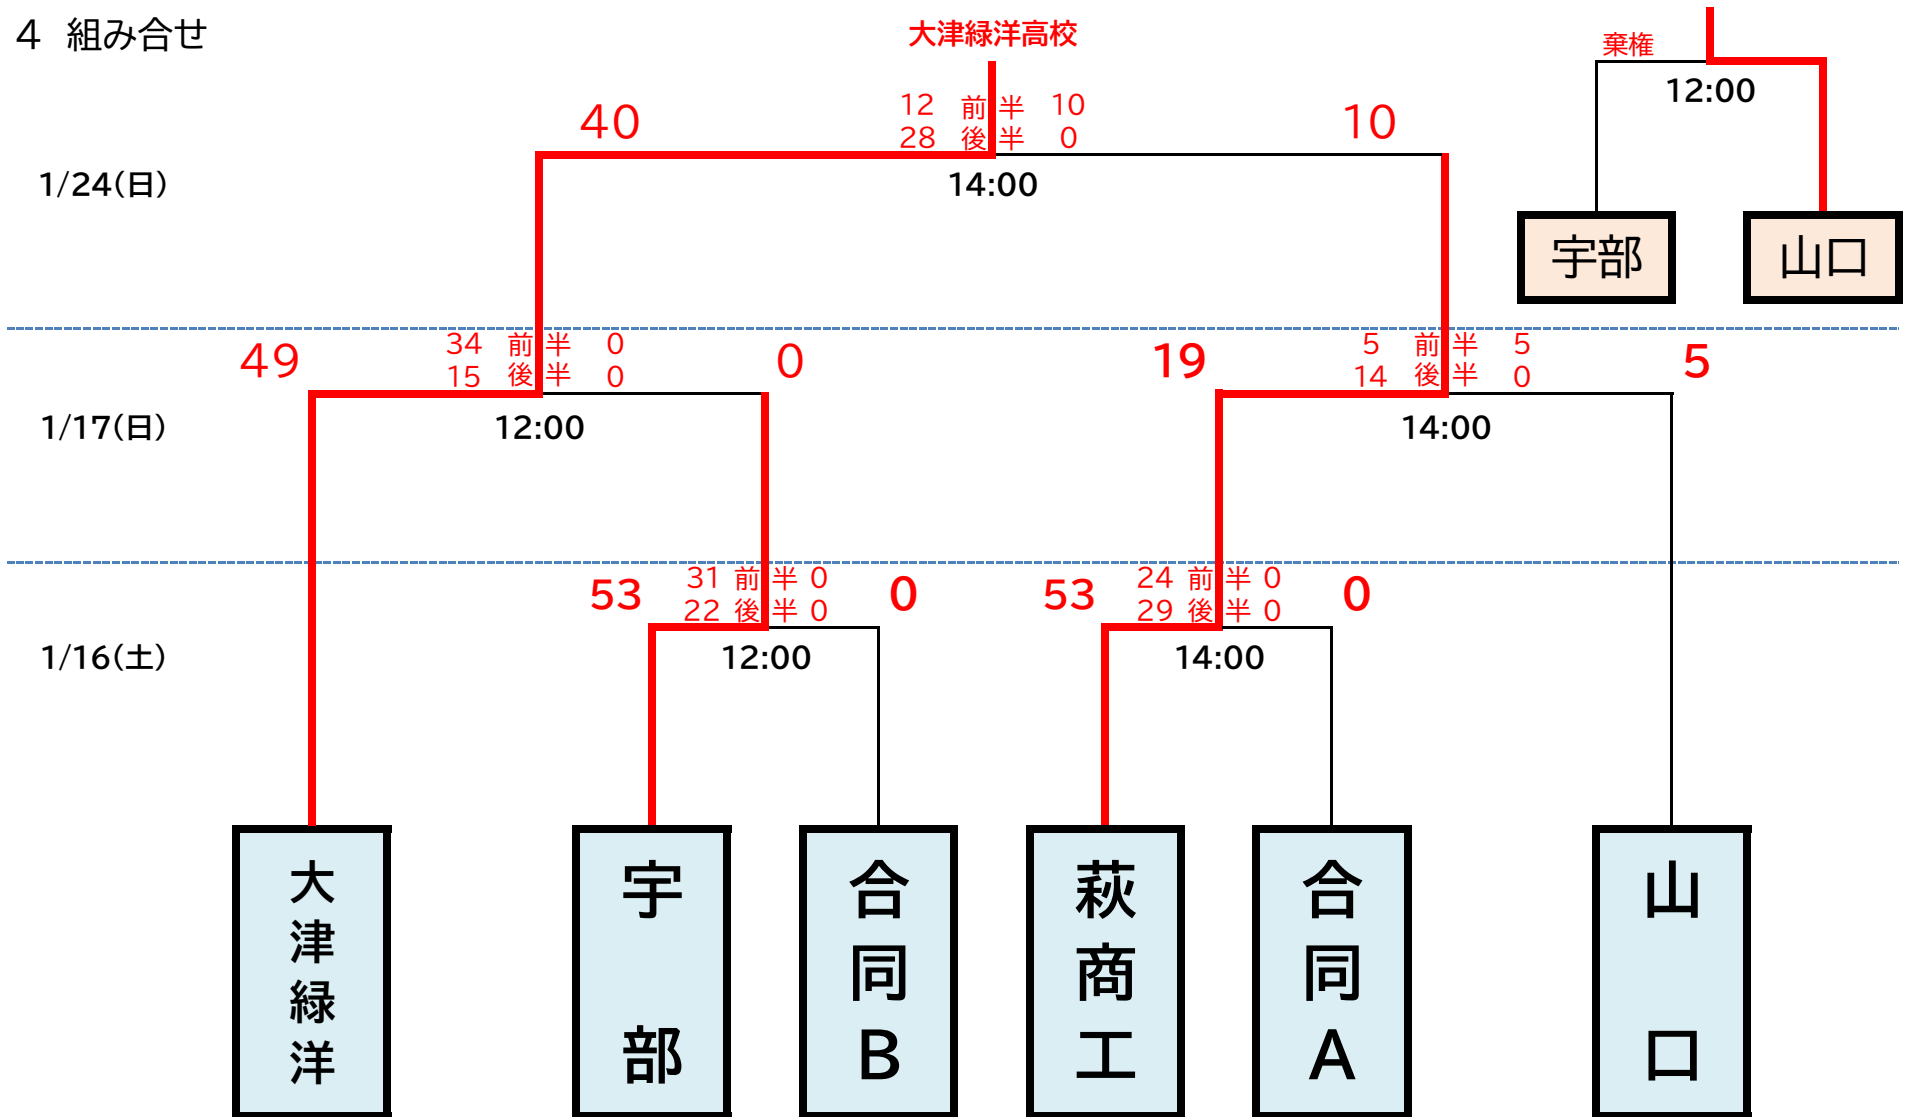 ４ 組み合せ
大津緑洋高校
棄権
12:00
40
12 前半 10
28 後半 0
10
1/24(日)
14:00
宇部
山口
49
34 前半 0
15 後半 0
0
19
5 前半 5
14 後半 0
5
1/17(日)
12:00
14:00
53
31 前半 0
22 後半 0
0
53
24 前半 0
29 後半 0
0
1/16(土)
12:00
14:00
大津緑洋
宇部
合同B
萩商工
合同A
山口